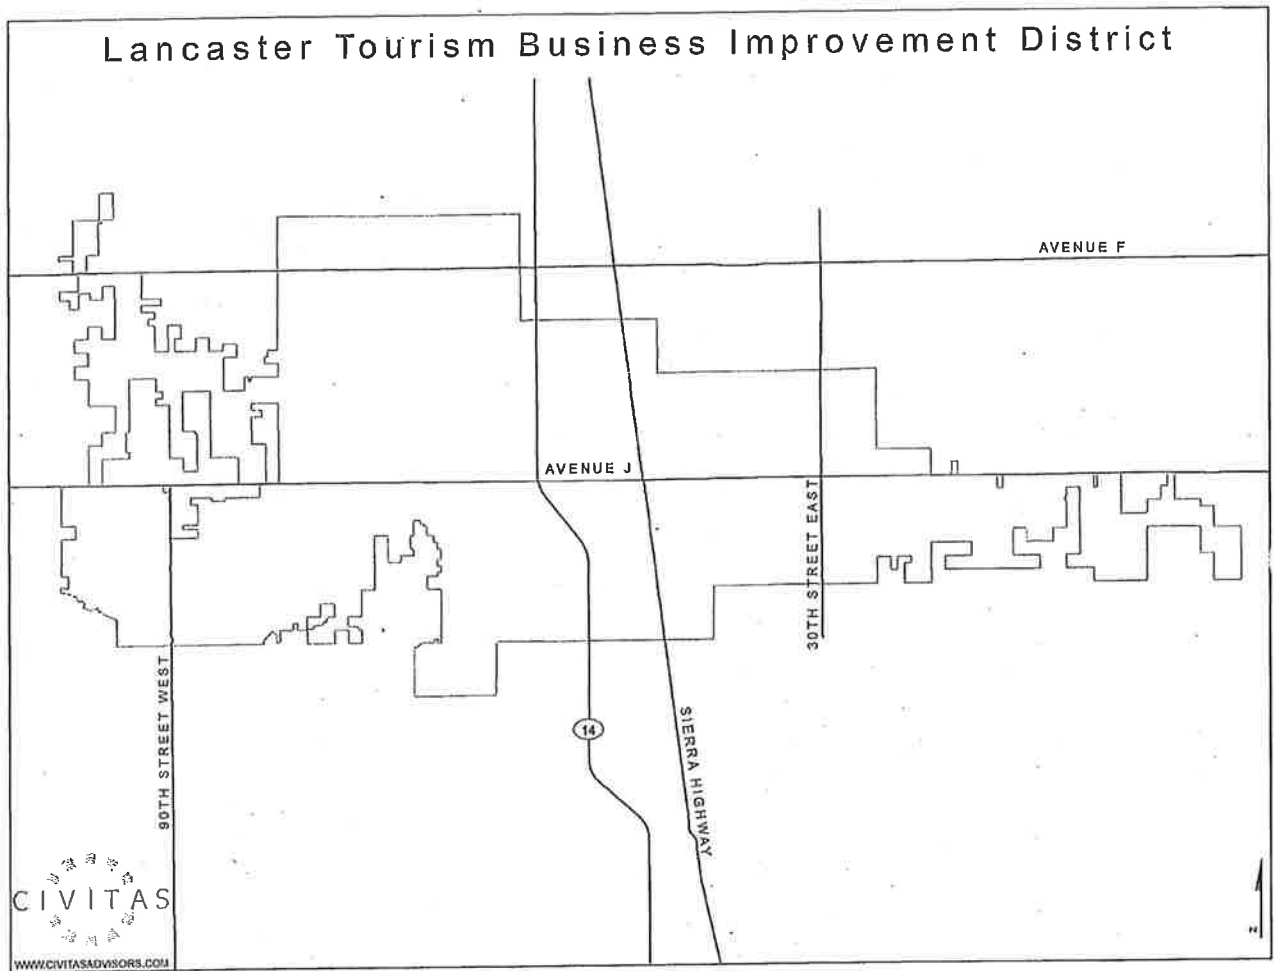 Lancaster Tourism Business Improvement District
AVENUE F
AVENUE J
30TH STREET EAST
90TH STREET WEST
14
SIERRA HIGHWAY
CIVITAS
WWW.CIVITASADVISORS.COM
N